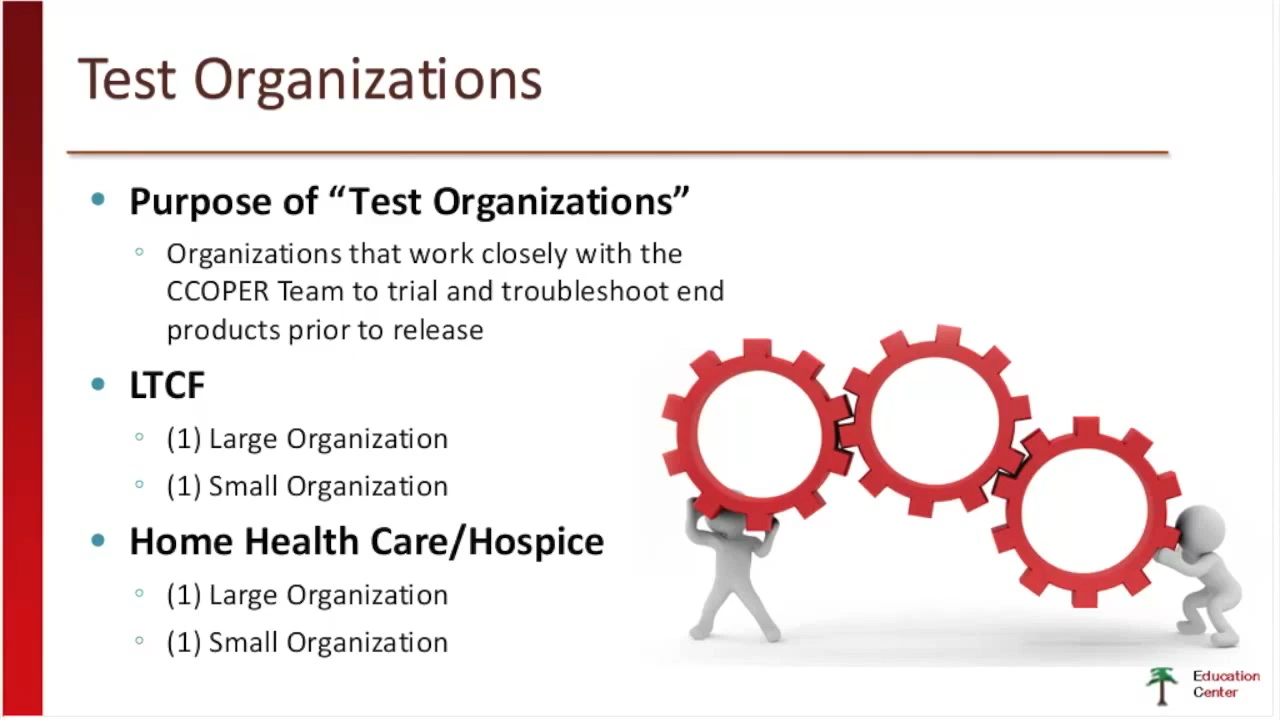 Test Organizations
• Purpose of “Test Organizations”
◦ Organizations that work closely with the
CCOPER Team to trial and troubleshoot end
products prior to release
• LTCF
◦ (1) Large Organization
◦ (1) Small Organization
• Home Health Care/Hospice
◦ (1) Large Organization
◦ (1) Small Organization
Education
Center